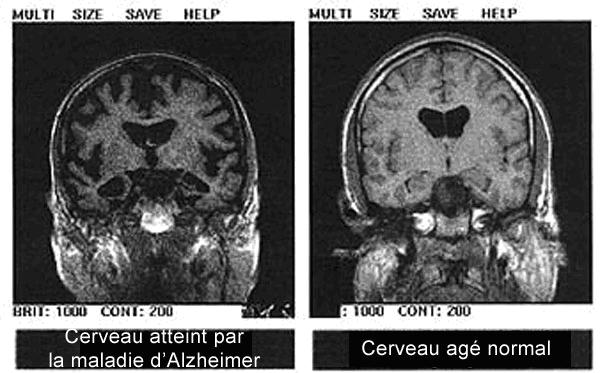 MULTI SIZE SAVE HELP
MULTI SIZE SAVE HELP
BRIT: 1000 CONT: 200
: 1000 CONT: 200
Cerveau atteint par
la maladie d'Alzheimer
Cerveau agé normal